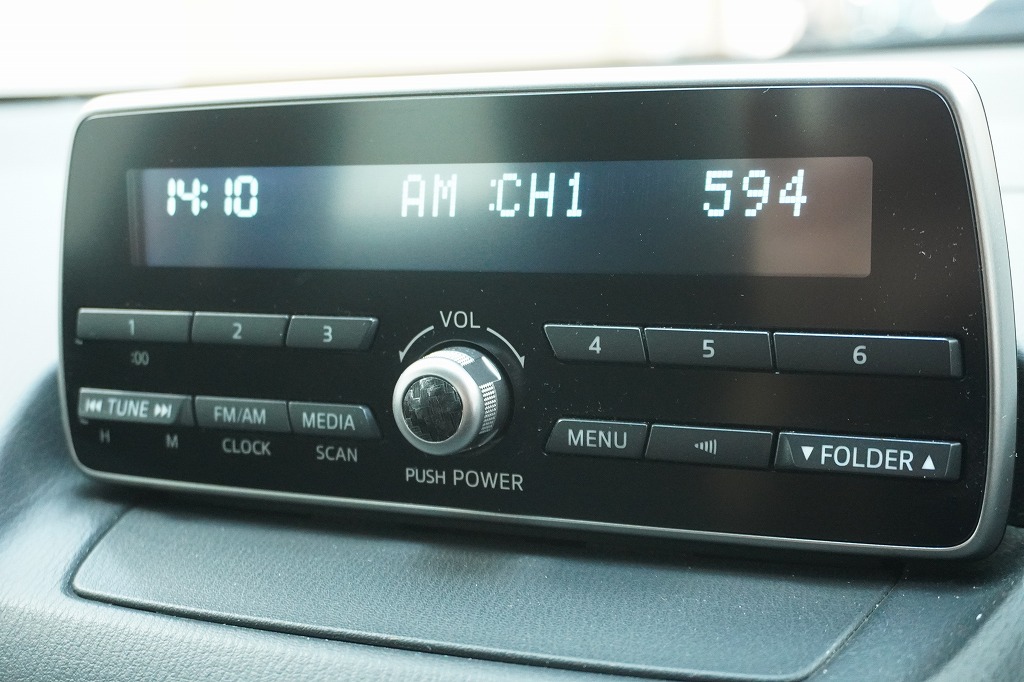 14:10 AM :CH1 594
VOL
1 2 3 4 5 6
:00
⏮ TUNE ⏭ FM/AM MEDIA MENU ▼ FOLDER ▲
H M CLOCK SCAN
PUSH POWER